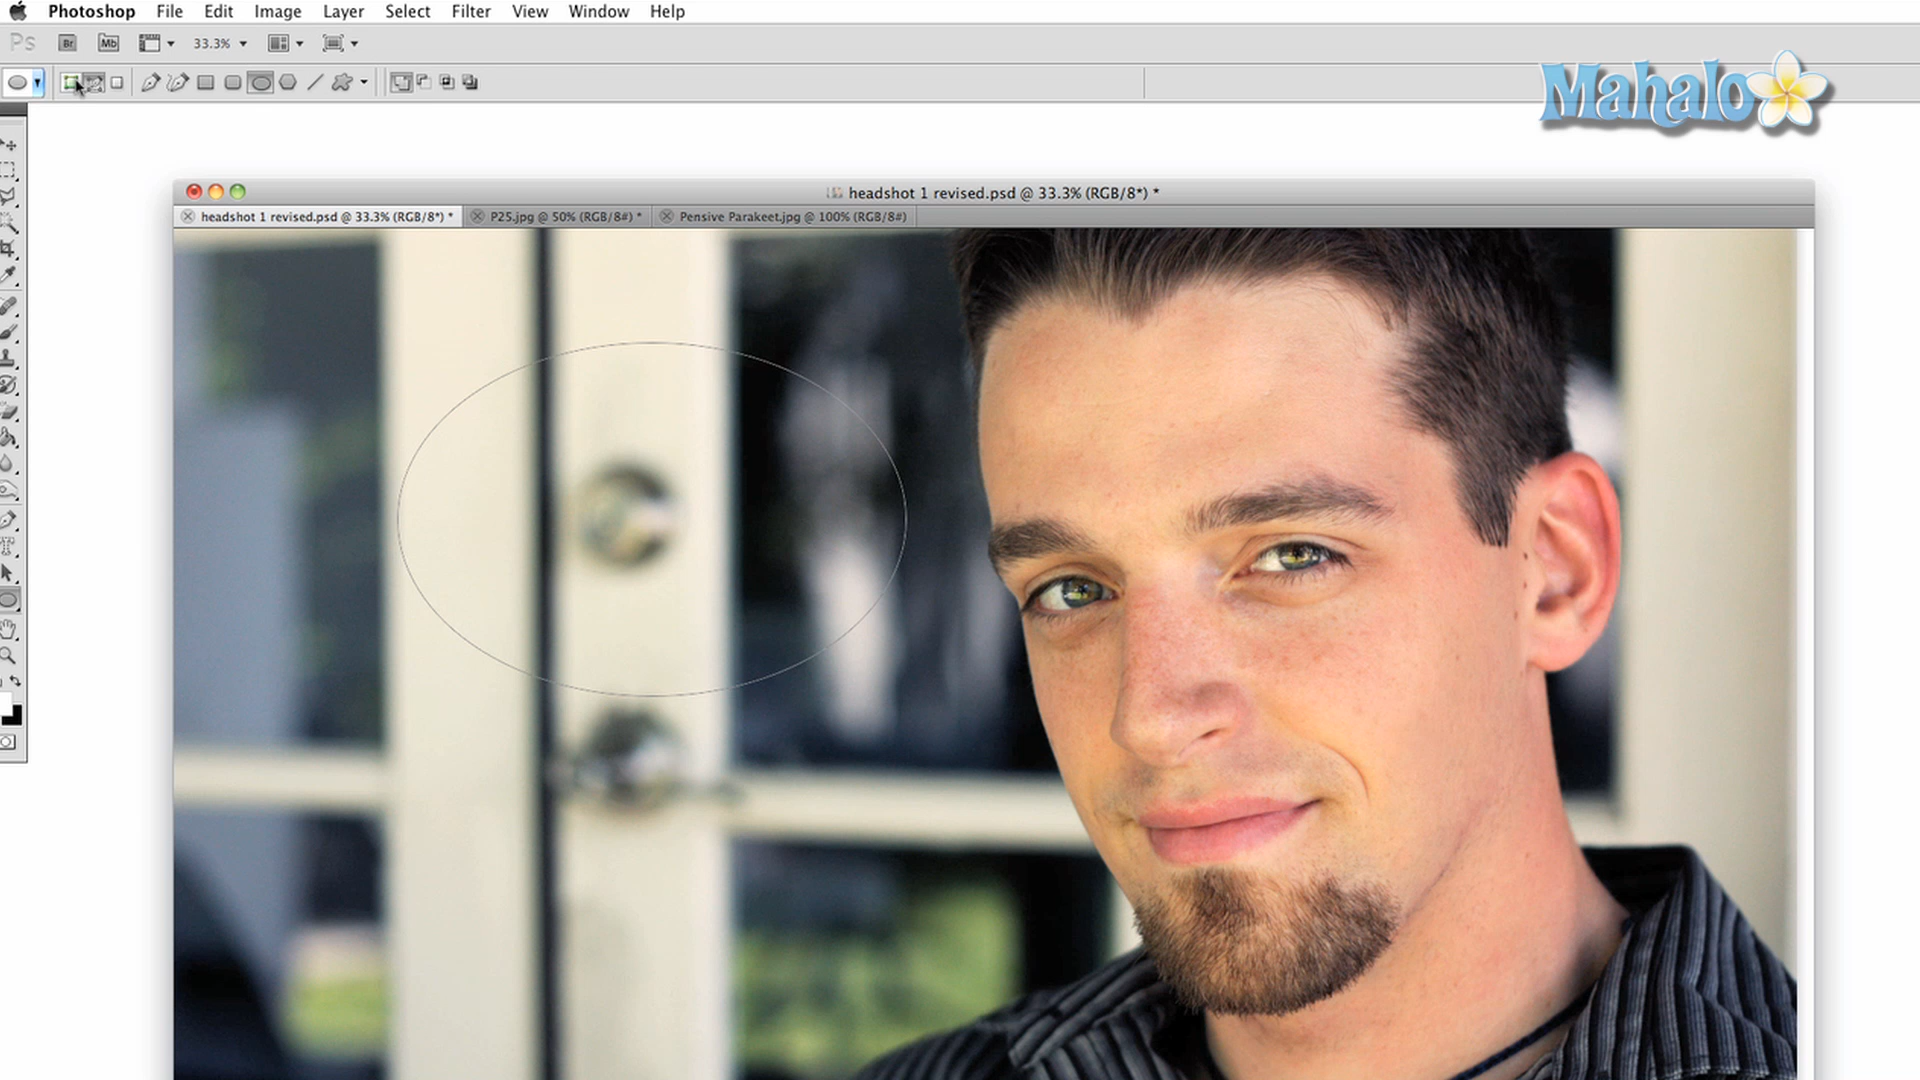 Photoshop File Edit Image Layer Select Filter View Window Help
Ps Br Mb 33.3%
Mahalo
headshot 1 revised.psd @ 33.3% (RGB/8*) *
headshot 1 revised.psd @ 33.3% (RGB/8*) * P25.jpg @ 50% (RGB/8#) * Pensive Parakeet.jpg @ 100% (RGB/8#)
T